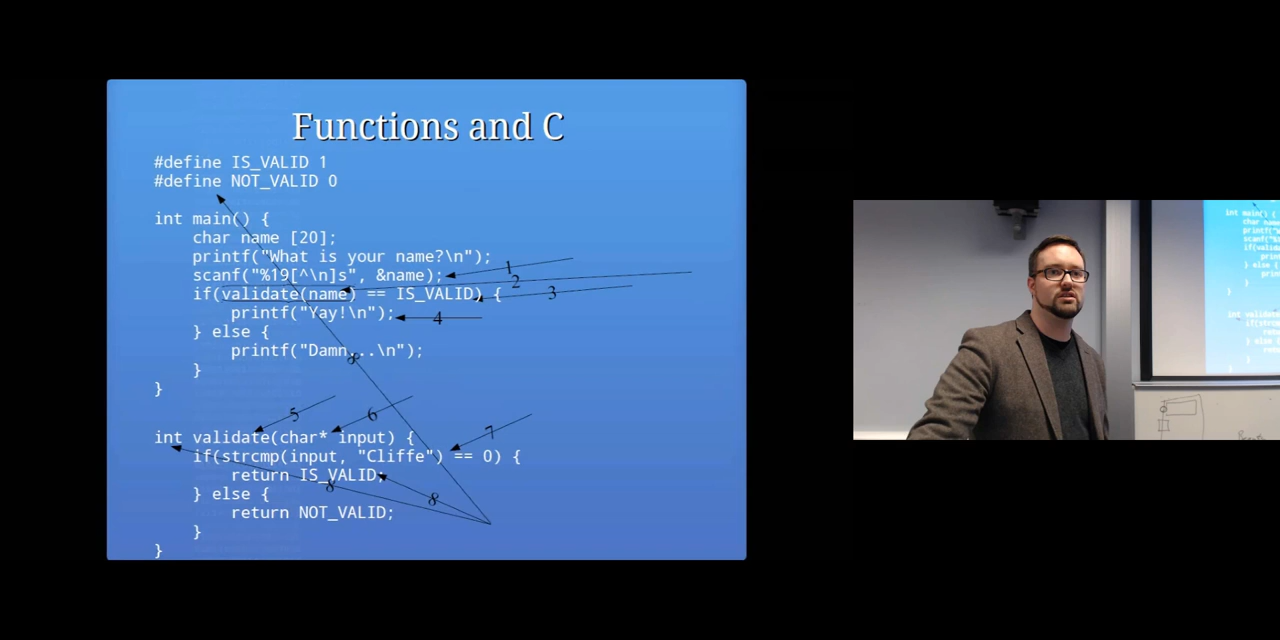 Functions and C
#define IS_VALID 1
#define NOT_VALID 0
int main() {
char name [20];
printf("What is your name?\n");
scanf("%19[^\n]s", &name);
1
2
if(validate(name) == IS_VALID) {
3
printf("Yay!\n");
4
} else {
printf("Damn...\n");
8
}
}
5
6
int validate(char* input) {
7
if(strcmp(input, "Cliffe") == 0) {
return IS_VALID;
8
8
} else {
return NOT_VALID;
}
}